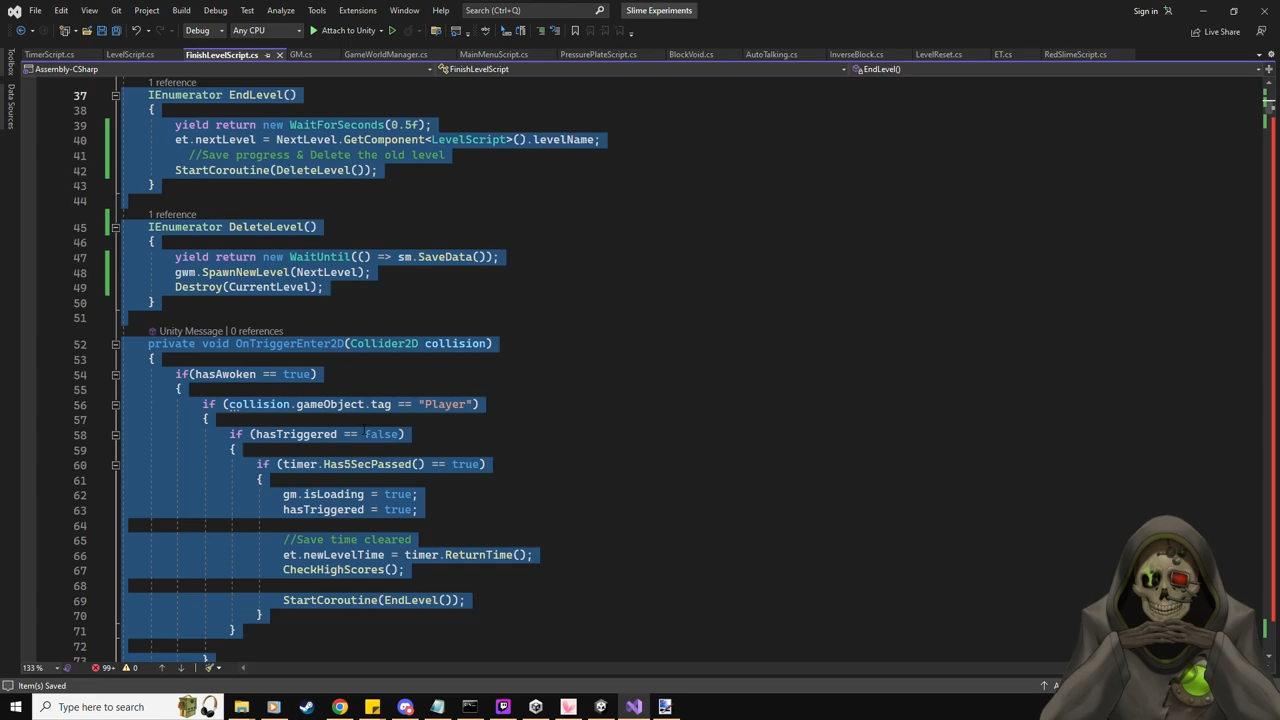 File Edit View Git Project Build Debug Test Analyze Tools Extensions Window Help Search (Ctrl+Q) Slime Experiments Sign in
Debug Any CPU Attach to Unity Live Share
TimerScript.cs LevelScript.cs FinishLevelScript.cs GM.cs GameWorldManager.cs MainMenuScript.cs PressurePlateScript.cs BlockVoid.cs AutoTalking.cs InverseBlock.cs LevelReset.cs ET.cs RedSlimeScript.cs
Toolbox
Data Sources
Assembly-CSharp FinishLevelScript EndLevel()
1 reference
37 IEnumerator EndLevel()
38 {
39 yield return new WaitForSeconds(0.5f);
40 et.nextLevel = NextLevel.GetComponent<LevelScript>().levelName;
41 //Save progress & Delete the old level
42 StartCoroutine(DeleteLevel());
43 }
44
1 reference
45 IEnumerator DeleteLevel()
46 {
47 yield return new WaitUntil(() => sm.SaveData());
48 gwm.SpawnNewLevel(NextLevel);
49 Destroy(CurrentLevel);
50 }
51
Unity Message | 0 references
52 private void OnTriggerEnter2D(Collider2D collision)
53 {
54 if(hasAwoken == true)
55 {
56 if (collision.gameObject.tag == "Player")
57 {
58 if (hasTriggered == false)
59 {
60 if (timer.Has5SecPassed() == true)
61 {
62 gm.isLoading = true;
63 hasTriggered = true;
64
65 //Save time cleared
66 et.newLevelTime = timer.ReturnTime();
67 CheckHighScores();
68
69 StartCoroutine(EndLevel());
70 }
71 }
72
73 }
133 % 99+ 0
Item(s) Saved
Type here to search